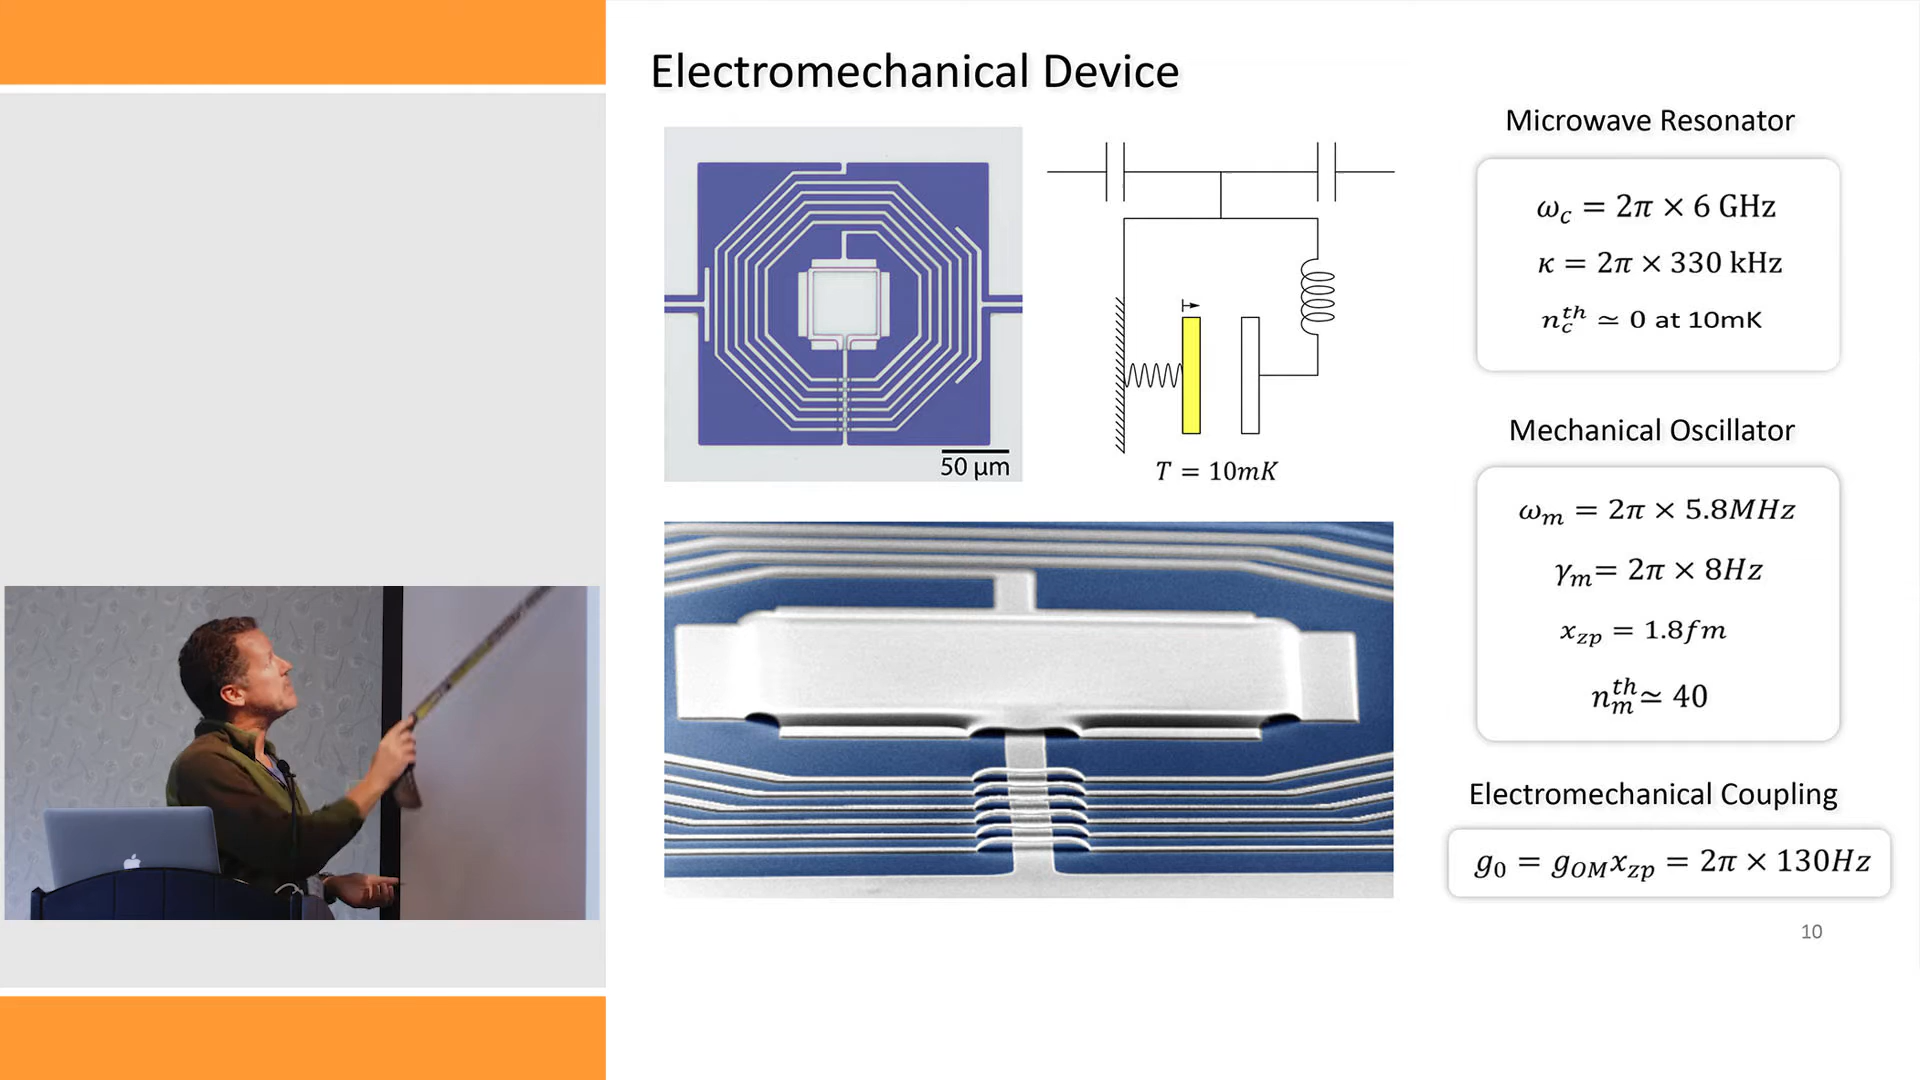 Electromechanical Device
50 µm
T = 10mK
Microwave Resonator
ω_c = 2π × 6 GHz
κ = 2π × 330 kHz
n_c^th ≃ 0 at 10mK
Mechanical Oscillator
ω_m = 2π × 5.8MHz
γ_m= 2π × 8Hz
x_zp = 1.8fm
n_m^th≃ 40
Electromechanical Coupling
g_0 = g_OM x_zp = 2π × 130Hz
10